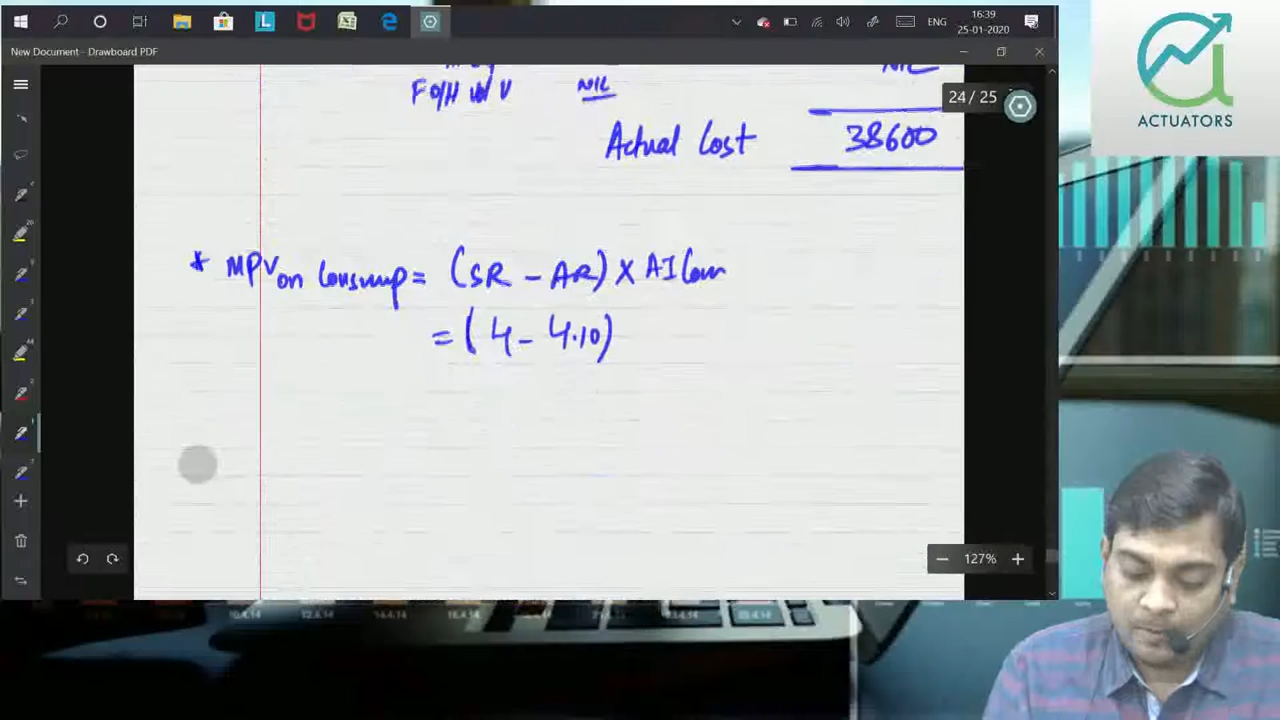 ENG
16:39
25-01-2020
New Document - Drawboard PDF
F O/H V NIL
24 / 25
Actual Cost 38600
ACTUATORS
* MPV on Consump = (SR - AR) X AI Con
= (4 - 4.10)
127%